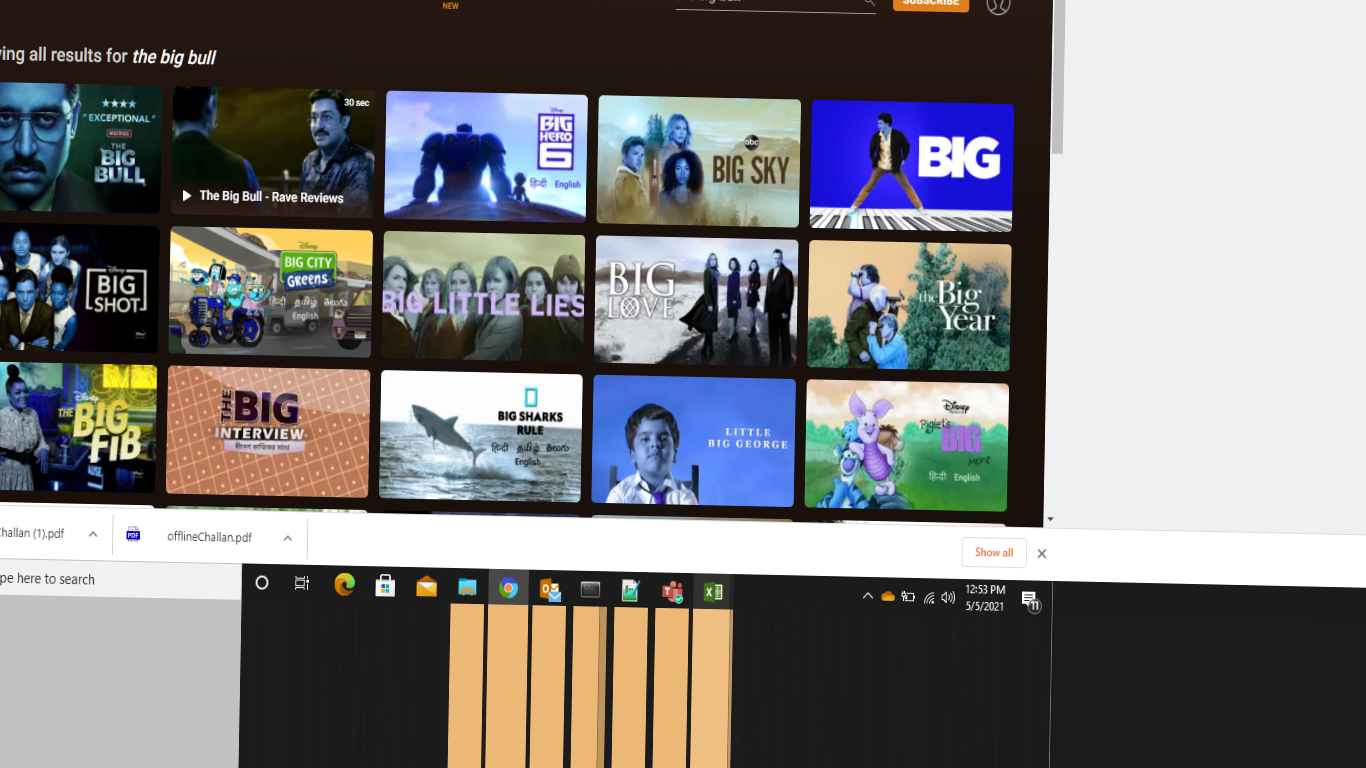 NEW
SUBSCRIBE
ing all results for the big bull
★★★★
"EXCEPTIONAL"
THE
BIG
BULL
30 sec
The Big Bull - Rave Reviews
Disney
BIG
HERO
6
हिन्दी English
abc
BIG SKY
BIG
Disney
BIG
SHOT
Disney
BIG CITY
GREENS
हिन्दी தமிழ் తెలుగు
English
BIG LITTLE LIES
BIG
LOVE
the Big
Year
Disney
THE
BIG
FIB
THE
BIG
INTERVIEW
BIG SHARKS
RULE
हिन्दी தமிழ் తెలుగు
English
LITTLE
BIG GEORGE
Disney
Piglet's
BIG
MOVIE
हिन्दी English
Challan (1).pdf
PDF
offlineChallan.pdf
Show all
pe here to search
12:53 PM
5/5/2021
11